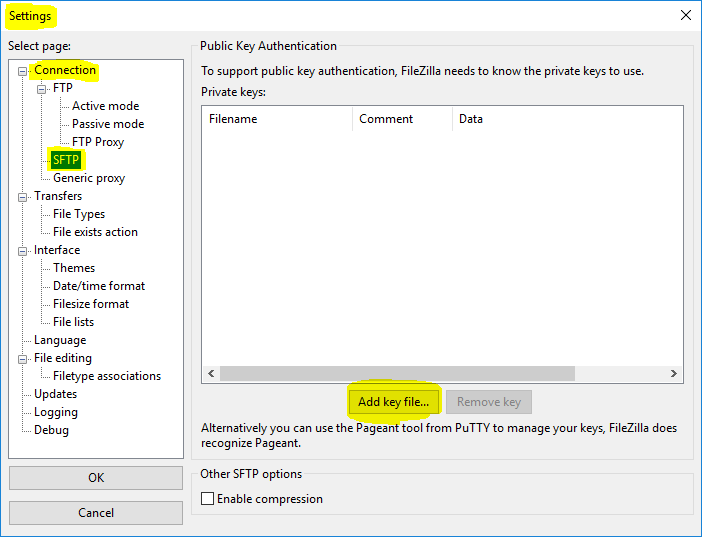 Settings
Select page:
Connection
FTP
Active mode
Passive mode
FTP Proxy
SFTP
Generic proxy
Transfers
File Types
File exists action
Interface
Themes
Date/time format
Filesize format
File lists
Language
File editing
Filetype associations
Updates
Logging
Debug
OK
Cancel
Public Key Authentication
To support public key authentication, FileZilla needs to know the private keys to use.
Private keys:
Filename Comment Data
Add key file... Remove key
Alternatively you can use the Pageant tool from PuTTY to manage your keys, FileZilla does
recognize Pageant.
Other SFTP options
Enable compression